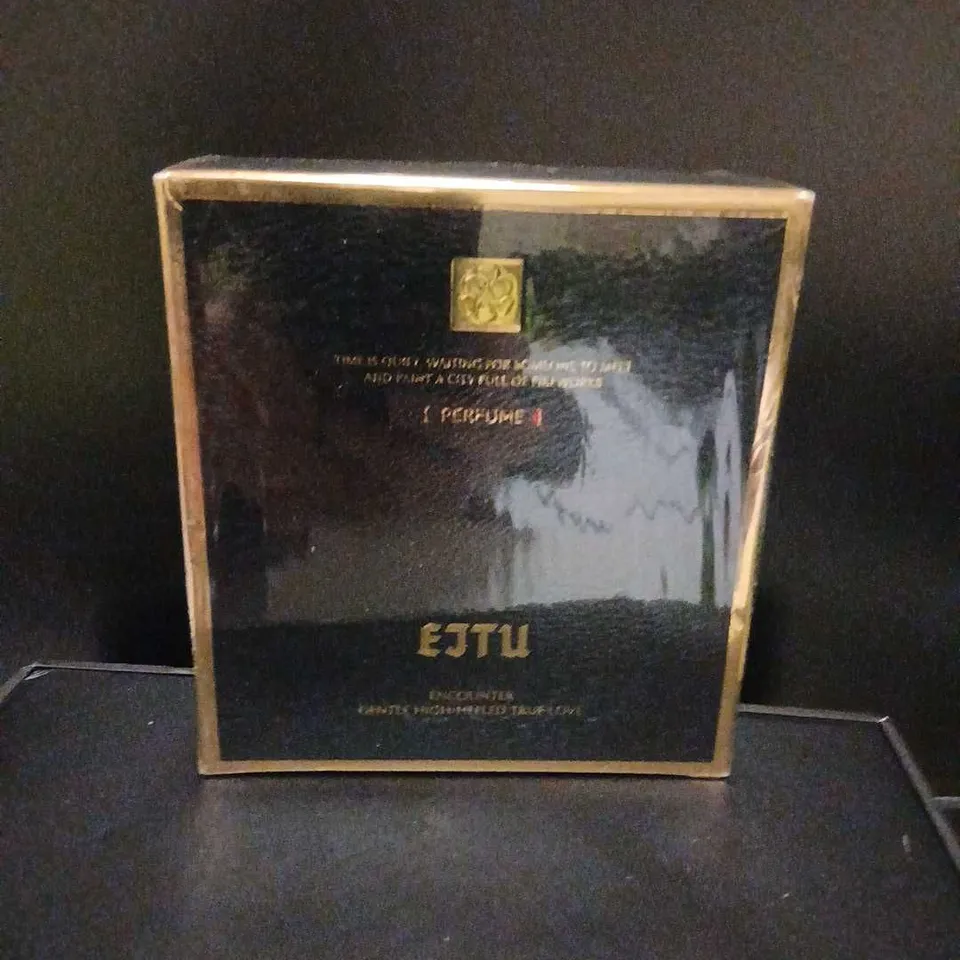 TIME IS QUIET, WAITING FOR SOMEONE TO MEET
AND PAINT A CITY FULL OF FIREWORKS
[ PERFUME ]
EJTU
ENCOUNTER
GENTLE HIGH-HEELED TRUE LOVE